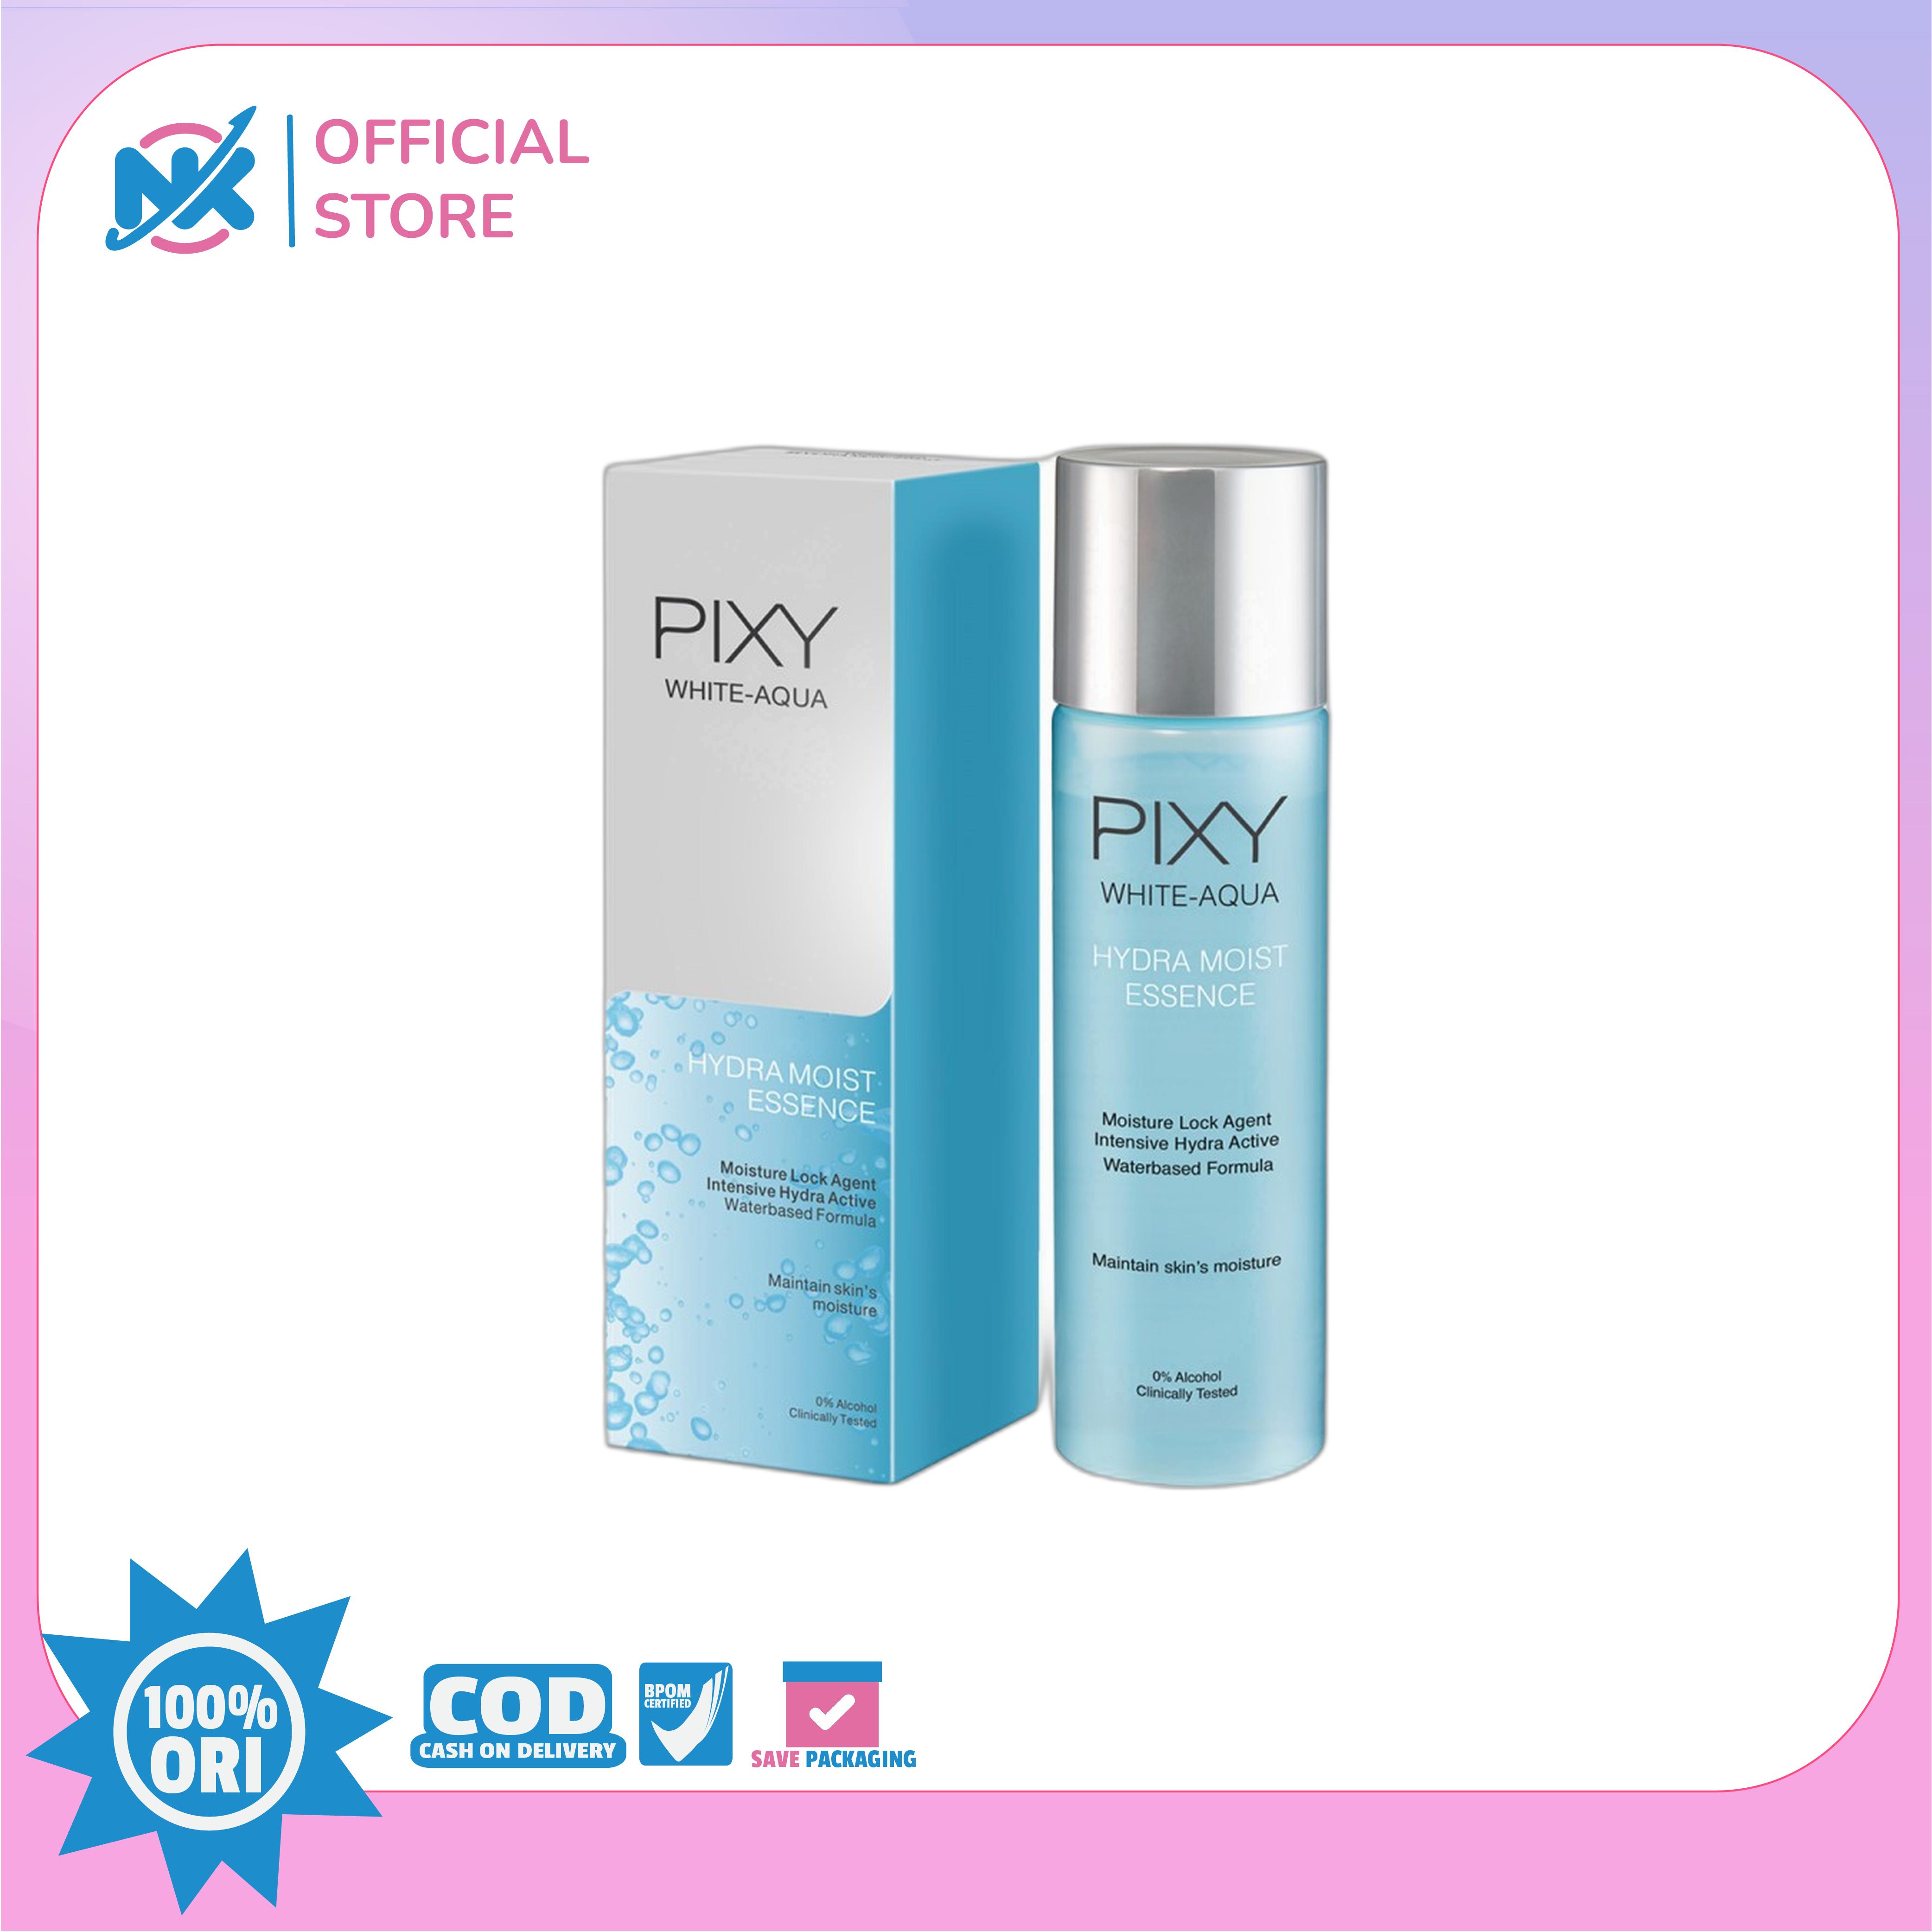 NK
OFFICIAL
STORE
PIXY
WHITE-AQUA
HYDRA MOIST
ESSENCE
Moisture Lock Agent
Intensive Hydra Active
Waterbased Formula
Maintain skin's
moisture
0% Alcohol
Clinically Tested
PIXY
WHITE-AQUA
HYDRA MOIST
ESSENCE
Moisture Lock Agent
Intensive Hydra Active
Waterbased Formula
Maintain skin's moisture
0% Alcohol
Clinically Tested
100%
ORI
COD
CASH ON DELIVERY
BPOM
CERTIFIED
SAVE PACKAGING